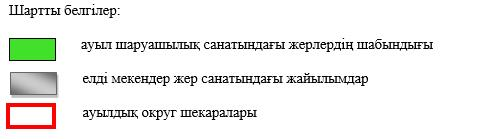 Шартты белгілер:
ауыл шаруашылық санатындағы жерлердің шабындығы
елді мекендер жер санатындағы жайылымдар
ауылдық округ шекаралары